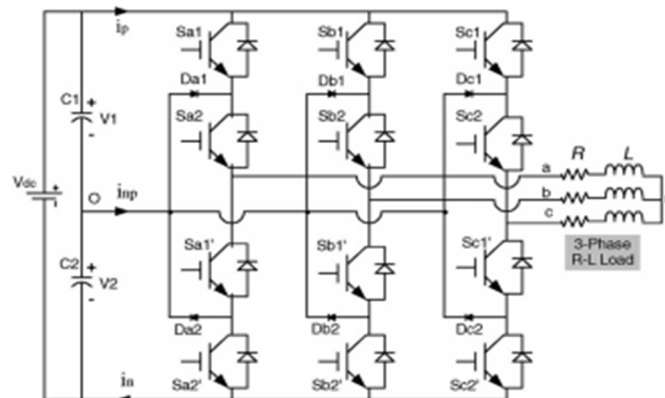 ip
Sa1
Sb1
Sc1
Da1
Db1
Dc1
C1
+
V1
-
Sa2
Sb2
Sc2
R
L
a
Vdc
+
-
O
inp
b
c
3-Phase
R-L Load
Sa1'
Sb1'
Sc1'
C2
+
V2
-
Da2
Db2
Dc2
in
Sa2'
Sb2'
Sc2'